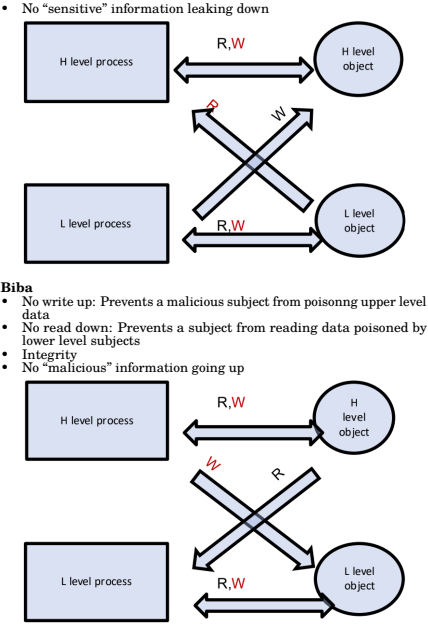 • No “sensitive” information leaking down
R,W
H level process
H level
object
R
W
L level process
R,W
L level
object
Biba
• No write up: Prevents a malicious subject from poisonng upper level
data
• No read down: Prevents a subject from reading data poisoned by
lower level subjects
• Integrity
• No “malicious” information going up
R,W
H level process
H
level
object
W
R
L level process
R,W
L level
object